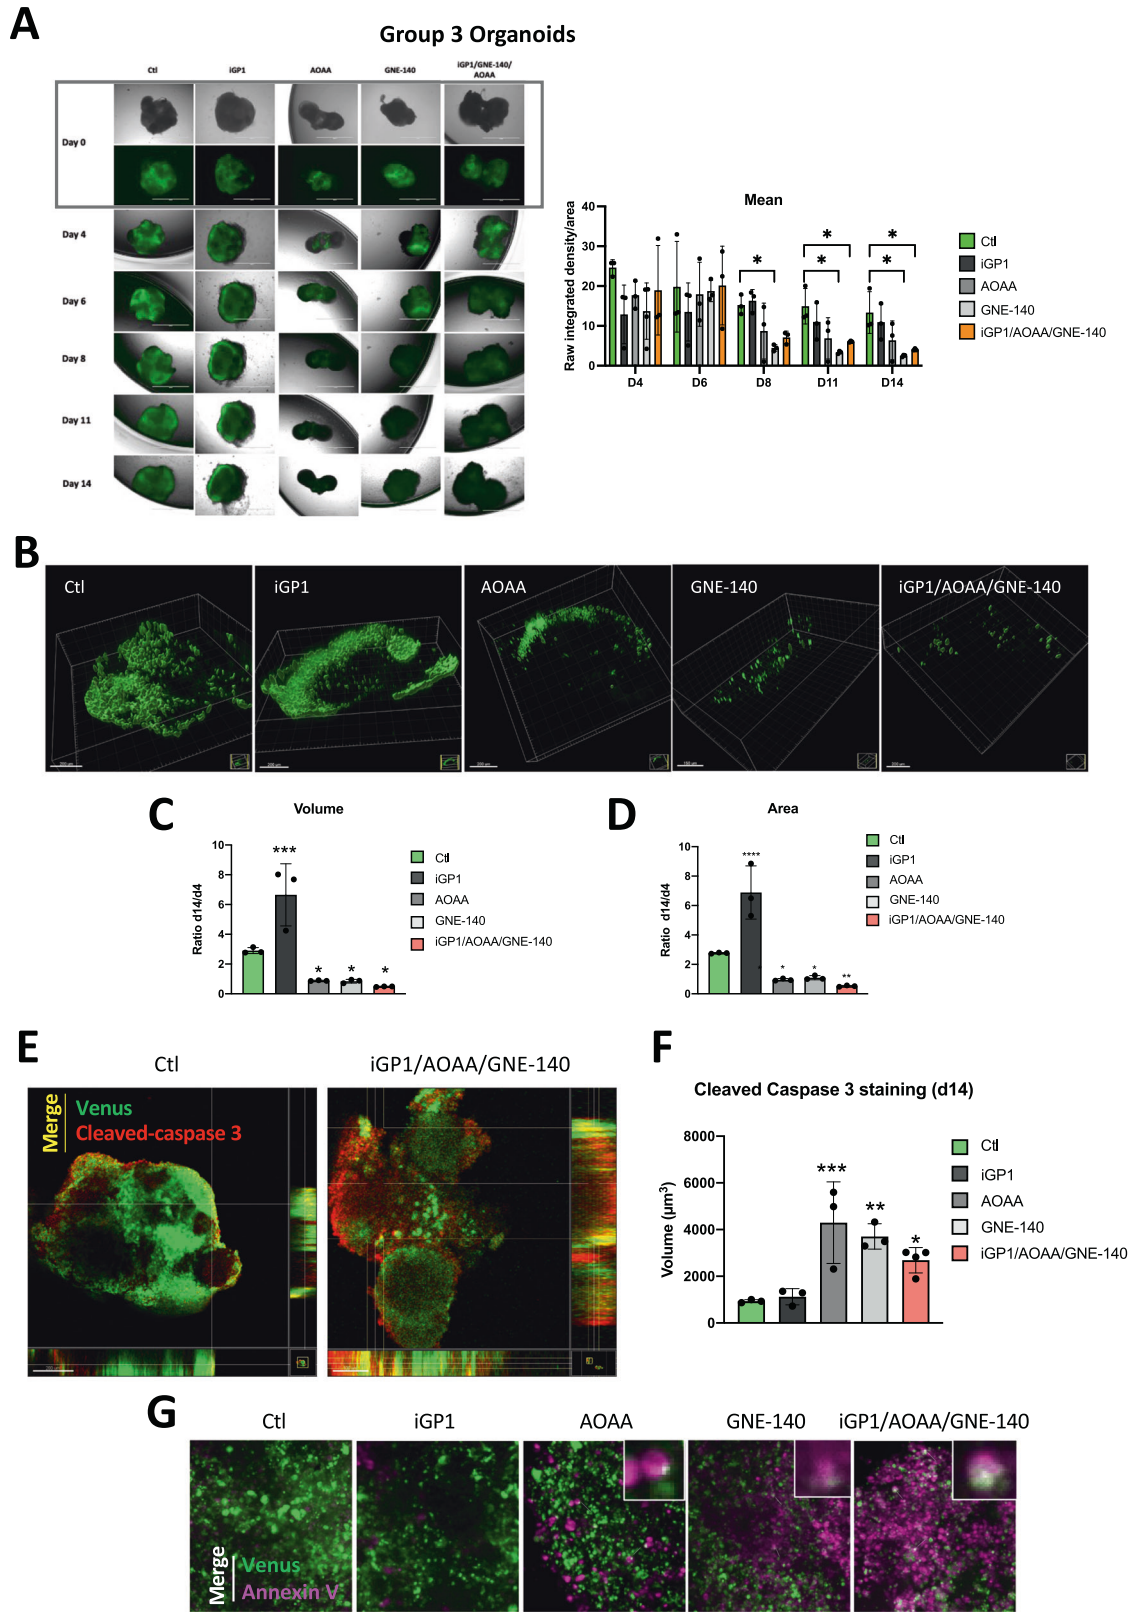 A
Group 3 Organoids
Ctl
iGP1
AOAA
GNE-140
iGP1/GNE-140/
AOAA
Day 0
Day 4
Day 6
Day 8
Day 11
Day 14
Mean
Raw integrated density/area
40
30
20
10
0
*
*
*
*
*
D4
D6
D8
D11
D14
Ctl
iGP1
AOAA
GNE-140
iGP1/AOAA/GNE-140
B
Ctl
iGP1
AOAA
GNE-140
iGP1/AOAA/GNE-140
C
Volume
Ratio d14/d4
10
8
6
4
2
0
***
*
*
*
Ctl
iGP1
AOAA
GNE-140
iGP1/AOAA/GNE-140
D
Area
Ratio d14/d4
10
8
6
4
2
0
****
*
*
**
Ctl
iGP1
AOAA
GNE-140
iGP1/AOAA/GNE-140
E
Ctl
iGP1/AOAA/GNE-140
Merge
Venus
Cleaved-caspase 3
F
Cleaved Caspase 3 staining (d14)
Volume (µm³)
8000
6000
4000
2000
0
***
**
*
Ctl
iGP1
AOAA
GNE-140
iGP1/AOAA/GNE-140
G
Ctl
iGP1
AOAA
GNE-140
iGP1/AOAA/GNE-140
Merge
Venus
Annexin V